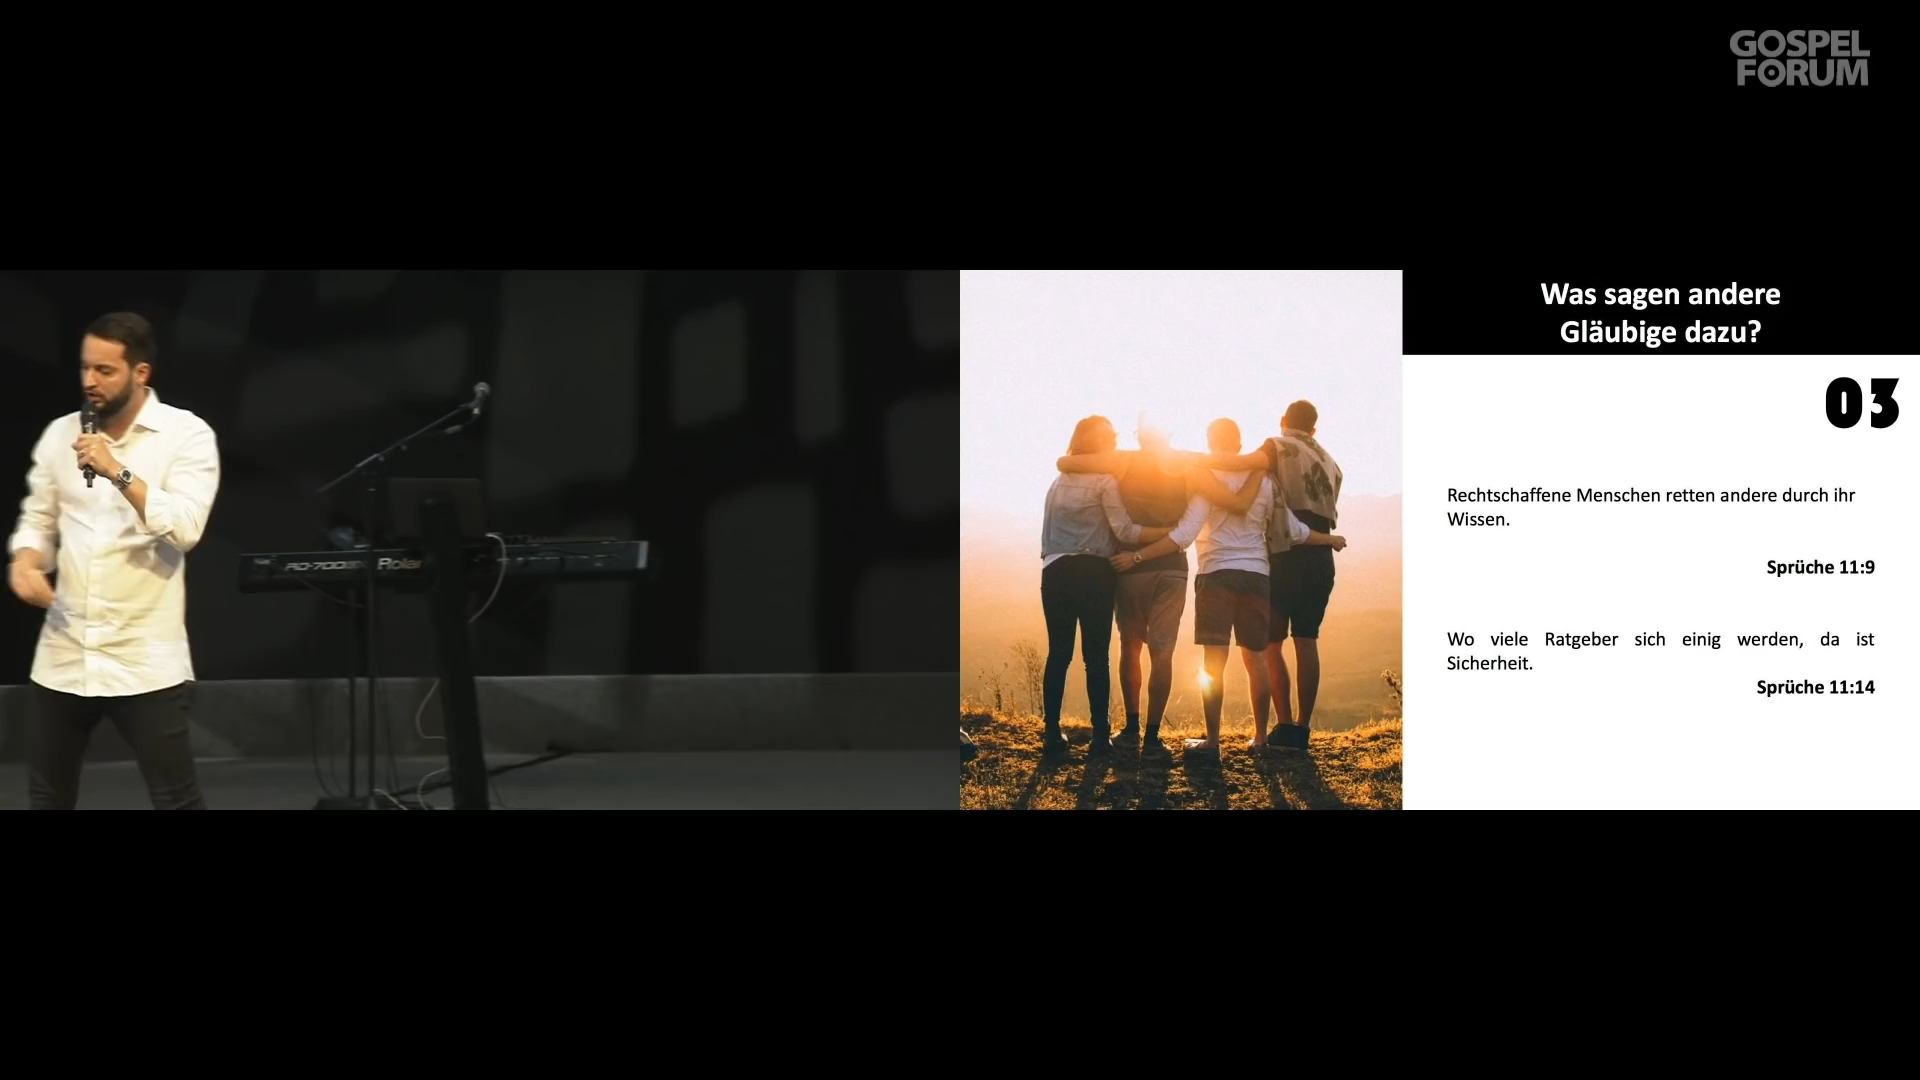 GOSPEL
FORUM
Was sagen andere
Gläubige dazu?
03
Rechtschaffene Menschen retten andere durch ihr
Wissen.
Sprüche 11:9
Wo viele Ratgeber sich einig werden, da ist
Sicherheit.
Sprüche 11:14